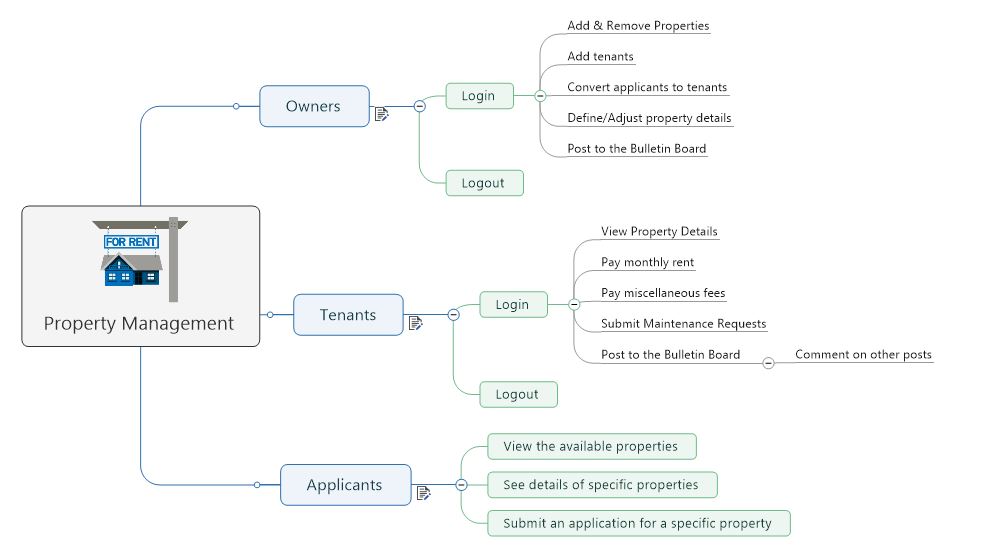 Add & Remove Properties
Add tenants
Convert applicants to tenants
Define/Adjust property details
Post to the Bulletin Board
Owners
Login
Logout
FOR RENT
Property Management
View Property Details
Pay monthly rent
Pay miscellaneous fees
Submit Maintenance Requests
Post to the Bulletin Board
Comment on other posts
Tenants
Login
Logout
Applicants
View the available properties
See details of specific properties
Submit an application for a specific property